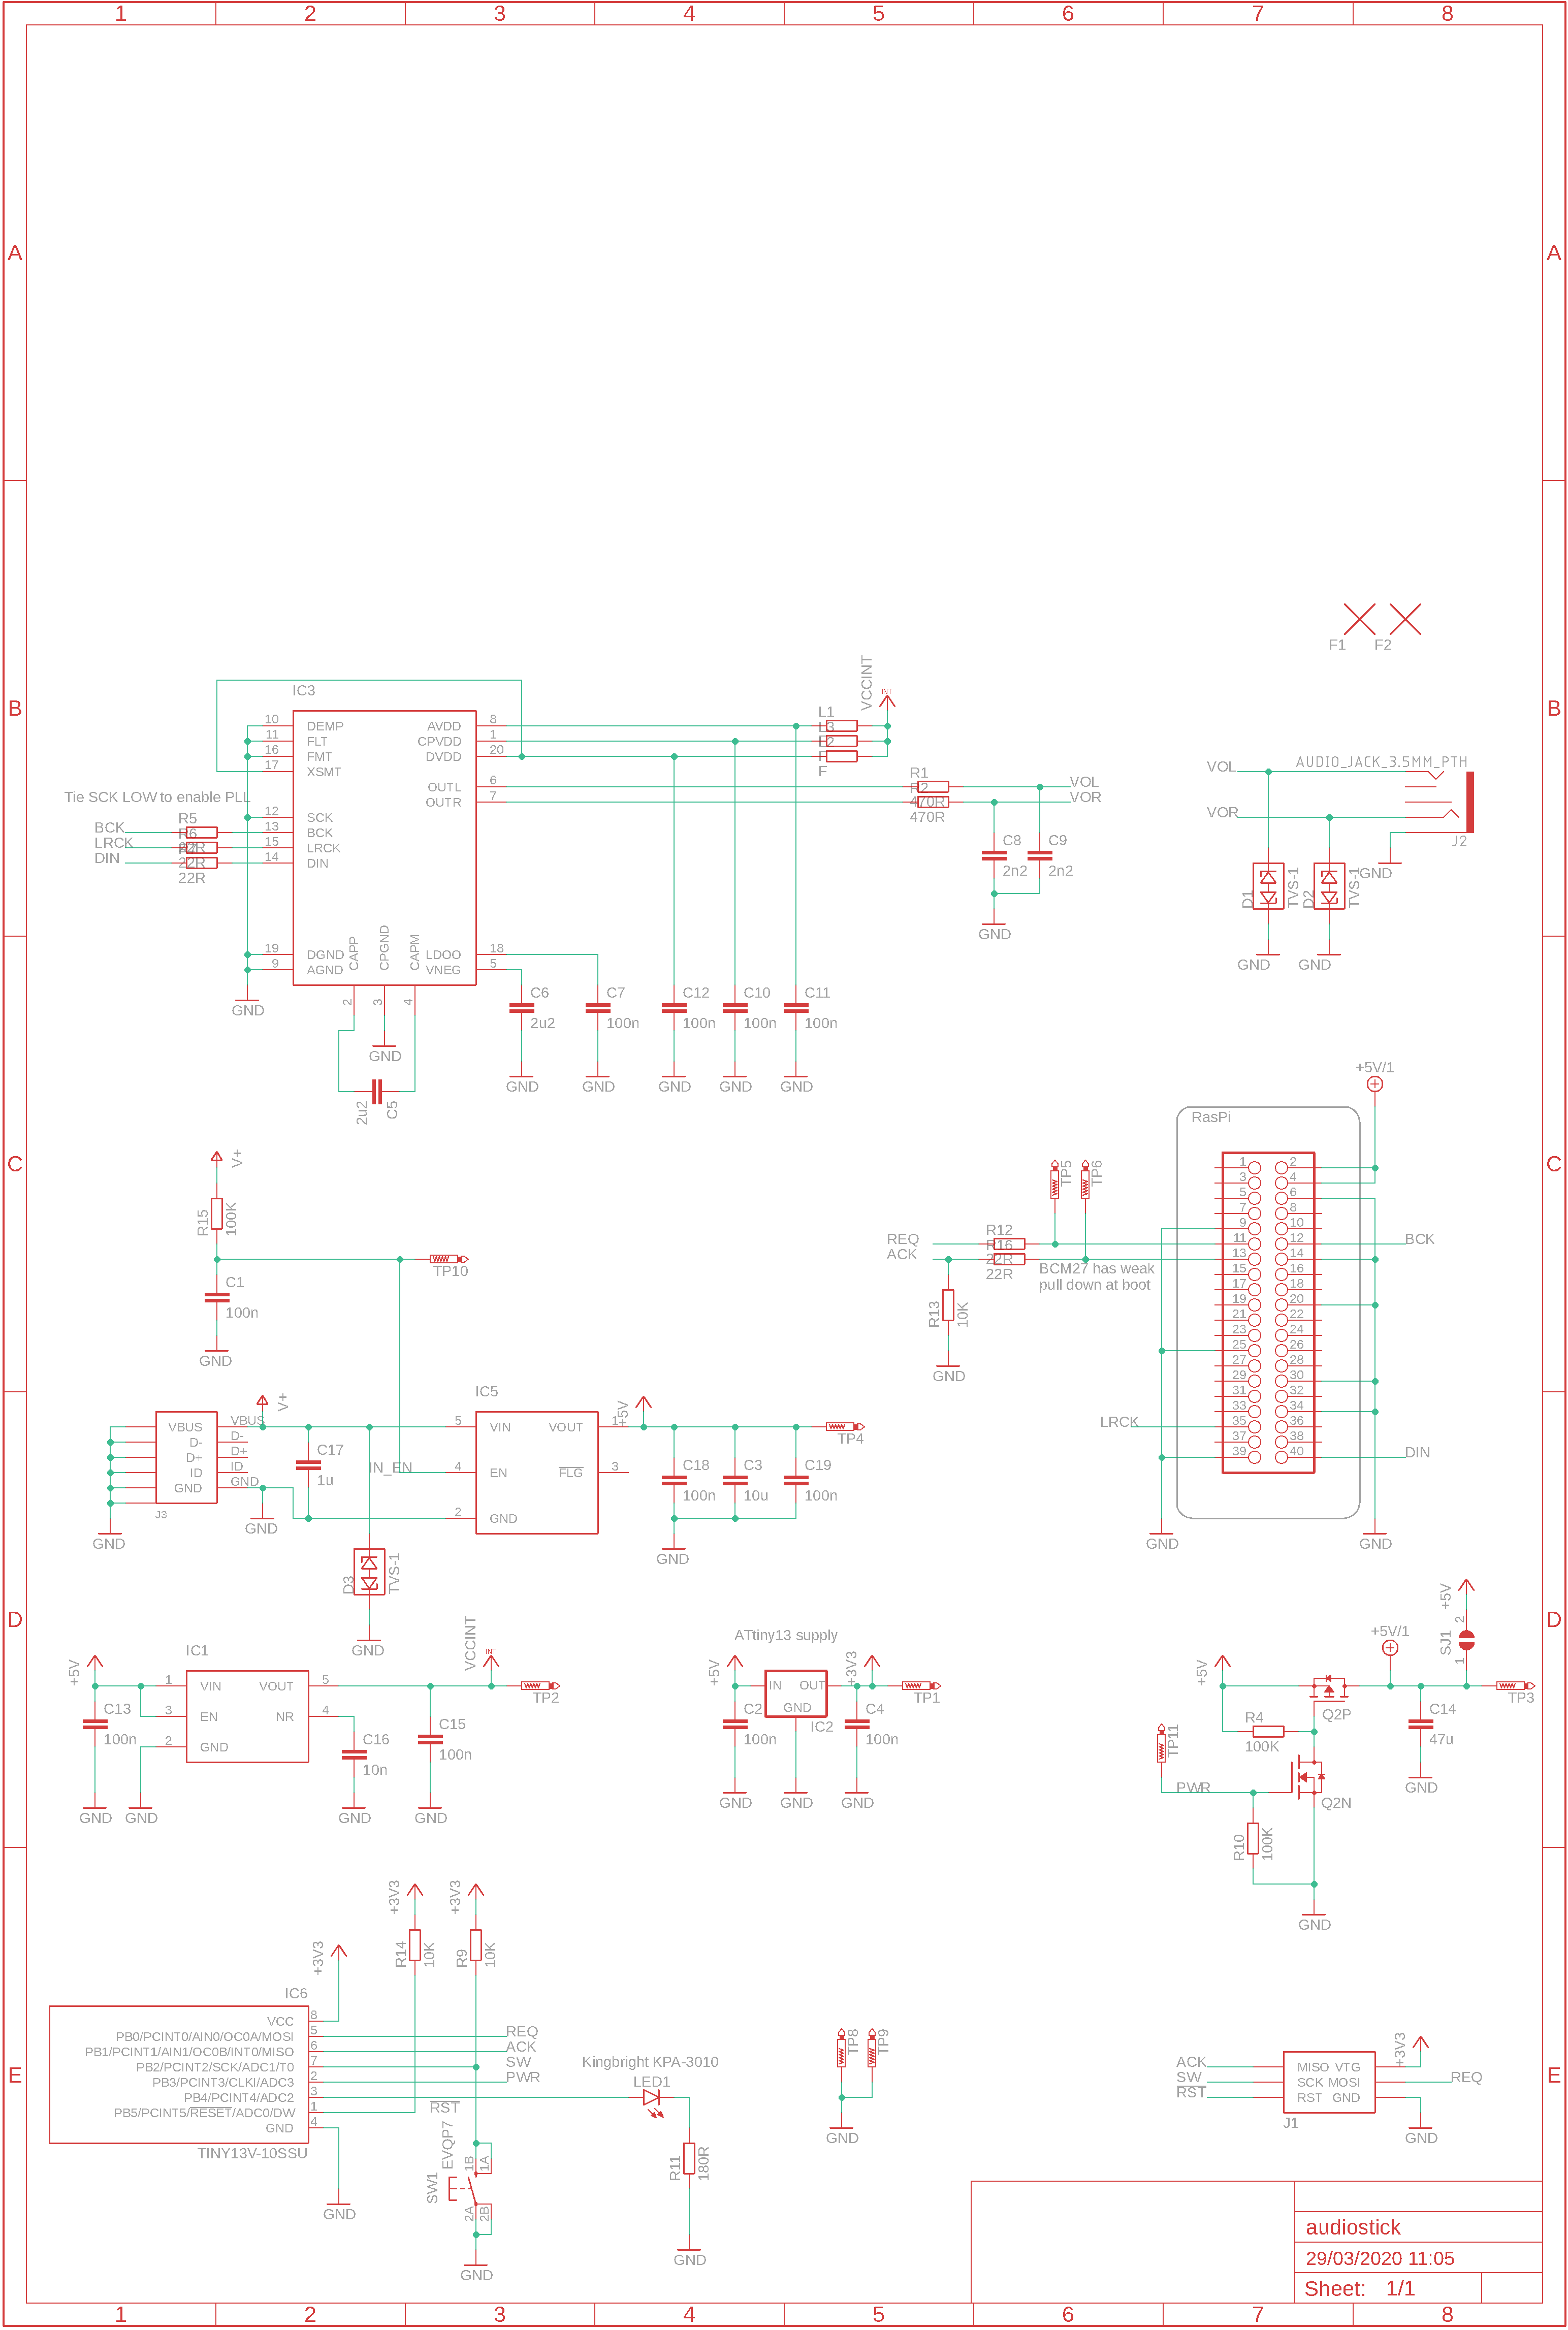 1 2 3 4 5 6 7 8
A A
F1 F2
B B
VCCINT
INT
IC3
10 DEMP AVDD 8 L1
11 FLT CPVDD 1 L3
16 FMT DVDD 20 L2
17 XSMT F
F
OUTL 6 R1 VOL
OUTR 7 R2 VOR
470R
470R
Tie SCK LOW to enable PLL
12 SCK
BCK R5 13 BCK
LRCK R6 15 LRCK
DIN 22R 14 DIN
22R
C8 C9
2n2 2n2
GND
VOL AUDIO_JACK_3.5MM_PTH
VOR
J2
GND
D1 TVS-1 D2 TVS-1
GND GND
19 DGND CAPP CPGND CAPM LDOO 18
9 AGND VNEG 5
GND
2 3 4
GND
2u2 C5
C6 C7 C12 C10 C11
2u2 100n 100n 100n 100n
GND GND GND GND GND
C C
+5V/1
RasPi
1 2
3 4
5 6
7 8
9 10
11 12
13 14
15 16
17 18
19 20
21 22
23 24
25 26
27 28
29 30
31 32
33 34
35 36
37 38
39 40
BCK
LRCK
DIN
GND GND
TP5 TP6
REQ R12
ACK R16
22R
22R
BCM27 has weak
pull down at boot
R13 10K
GND
V+
R15 100K
TP10
C1
100n
GND
V+
VBUS VBUS
D- D-
D+ D+
ID ID
GND GND
J3
GND GND
C17
1u
IN_EN
IC5
5 VIN VOUT 1
4 EN FLG 3
2 GND
+5V
TP4
C18 C3 C19
100n 10u 100n
GND
D3 TVS-1
GND
D D
+5V
IC1
1 VIN VOUT 5
3 EN NR 4
2 GND
VCCINT
INT
TP2
C13
100n
C16
10n
C15
100n
GND GND GND GND
ATtiny13 supply
+5V +3V3
IN OUT
GND
IC2
TP1
C2 C4
100n 100n
GND GND GND
+5V
+5V/1
+5V
SJ1 2 1
TP3
Q2P
R4
100K
C14
47u
GND
TP11
PWR
Q2N
R10 100K
GND
E E
+3V3 +3V3 +3V3
R14 10K R9 10K
IC6
VCC 8
PB0/PCINT0/AIN0/OC0A/MOSI 5 REQ
PB1/PCINT1/AIN1/OC0B/INT0/MISO 6 ACK
PB2/PCINT2/SCK/ADC1/T0 7 SW
PB3/PCINT3/CLKI/ADC3 2 PWR
PB4/PCINT4/ADC2 3
PB5/PCINT5/RESET/ADC0/DW 1
GND 4
TINY13V-10SSU
GND
RST
SW1 EVQP7
1B 1A
2A 2B
GND
Kingbright KPA-3010
LED1
R11 180R
GND
TP8 TP9
GND
+3V3
ACK MISO VTG
SW SCK MOSI REQ
RST RST GND
J1
GND
audiostick
29/03/2020 11:05
Sheet: 1/1
1 2 3 4 5 6 7 8